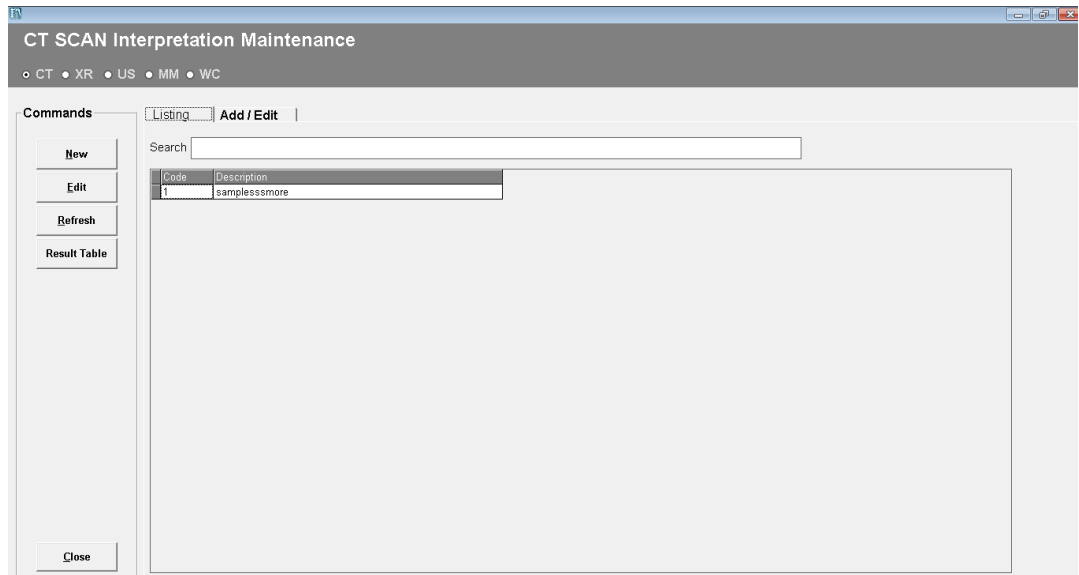 CT SCAN Interpretation Maintenance
CT XR US MM WC
Commands
New
Edit
Refresh
Result Table
Close
Listing Add / Edit
Search
Code Description
1 samplesssmore